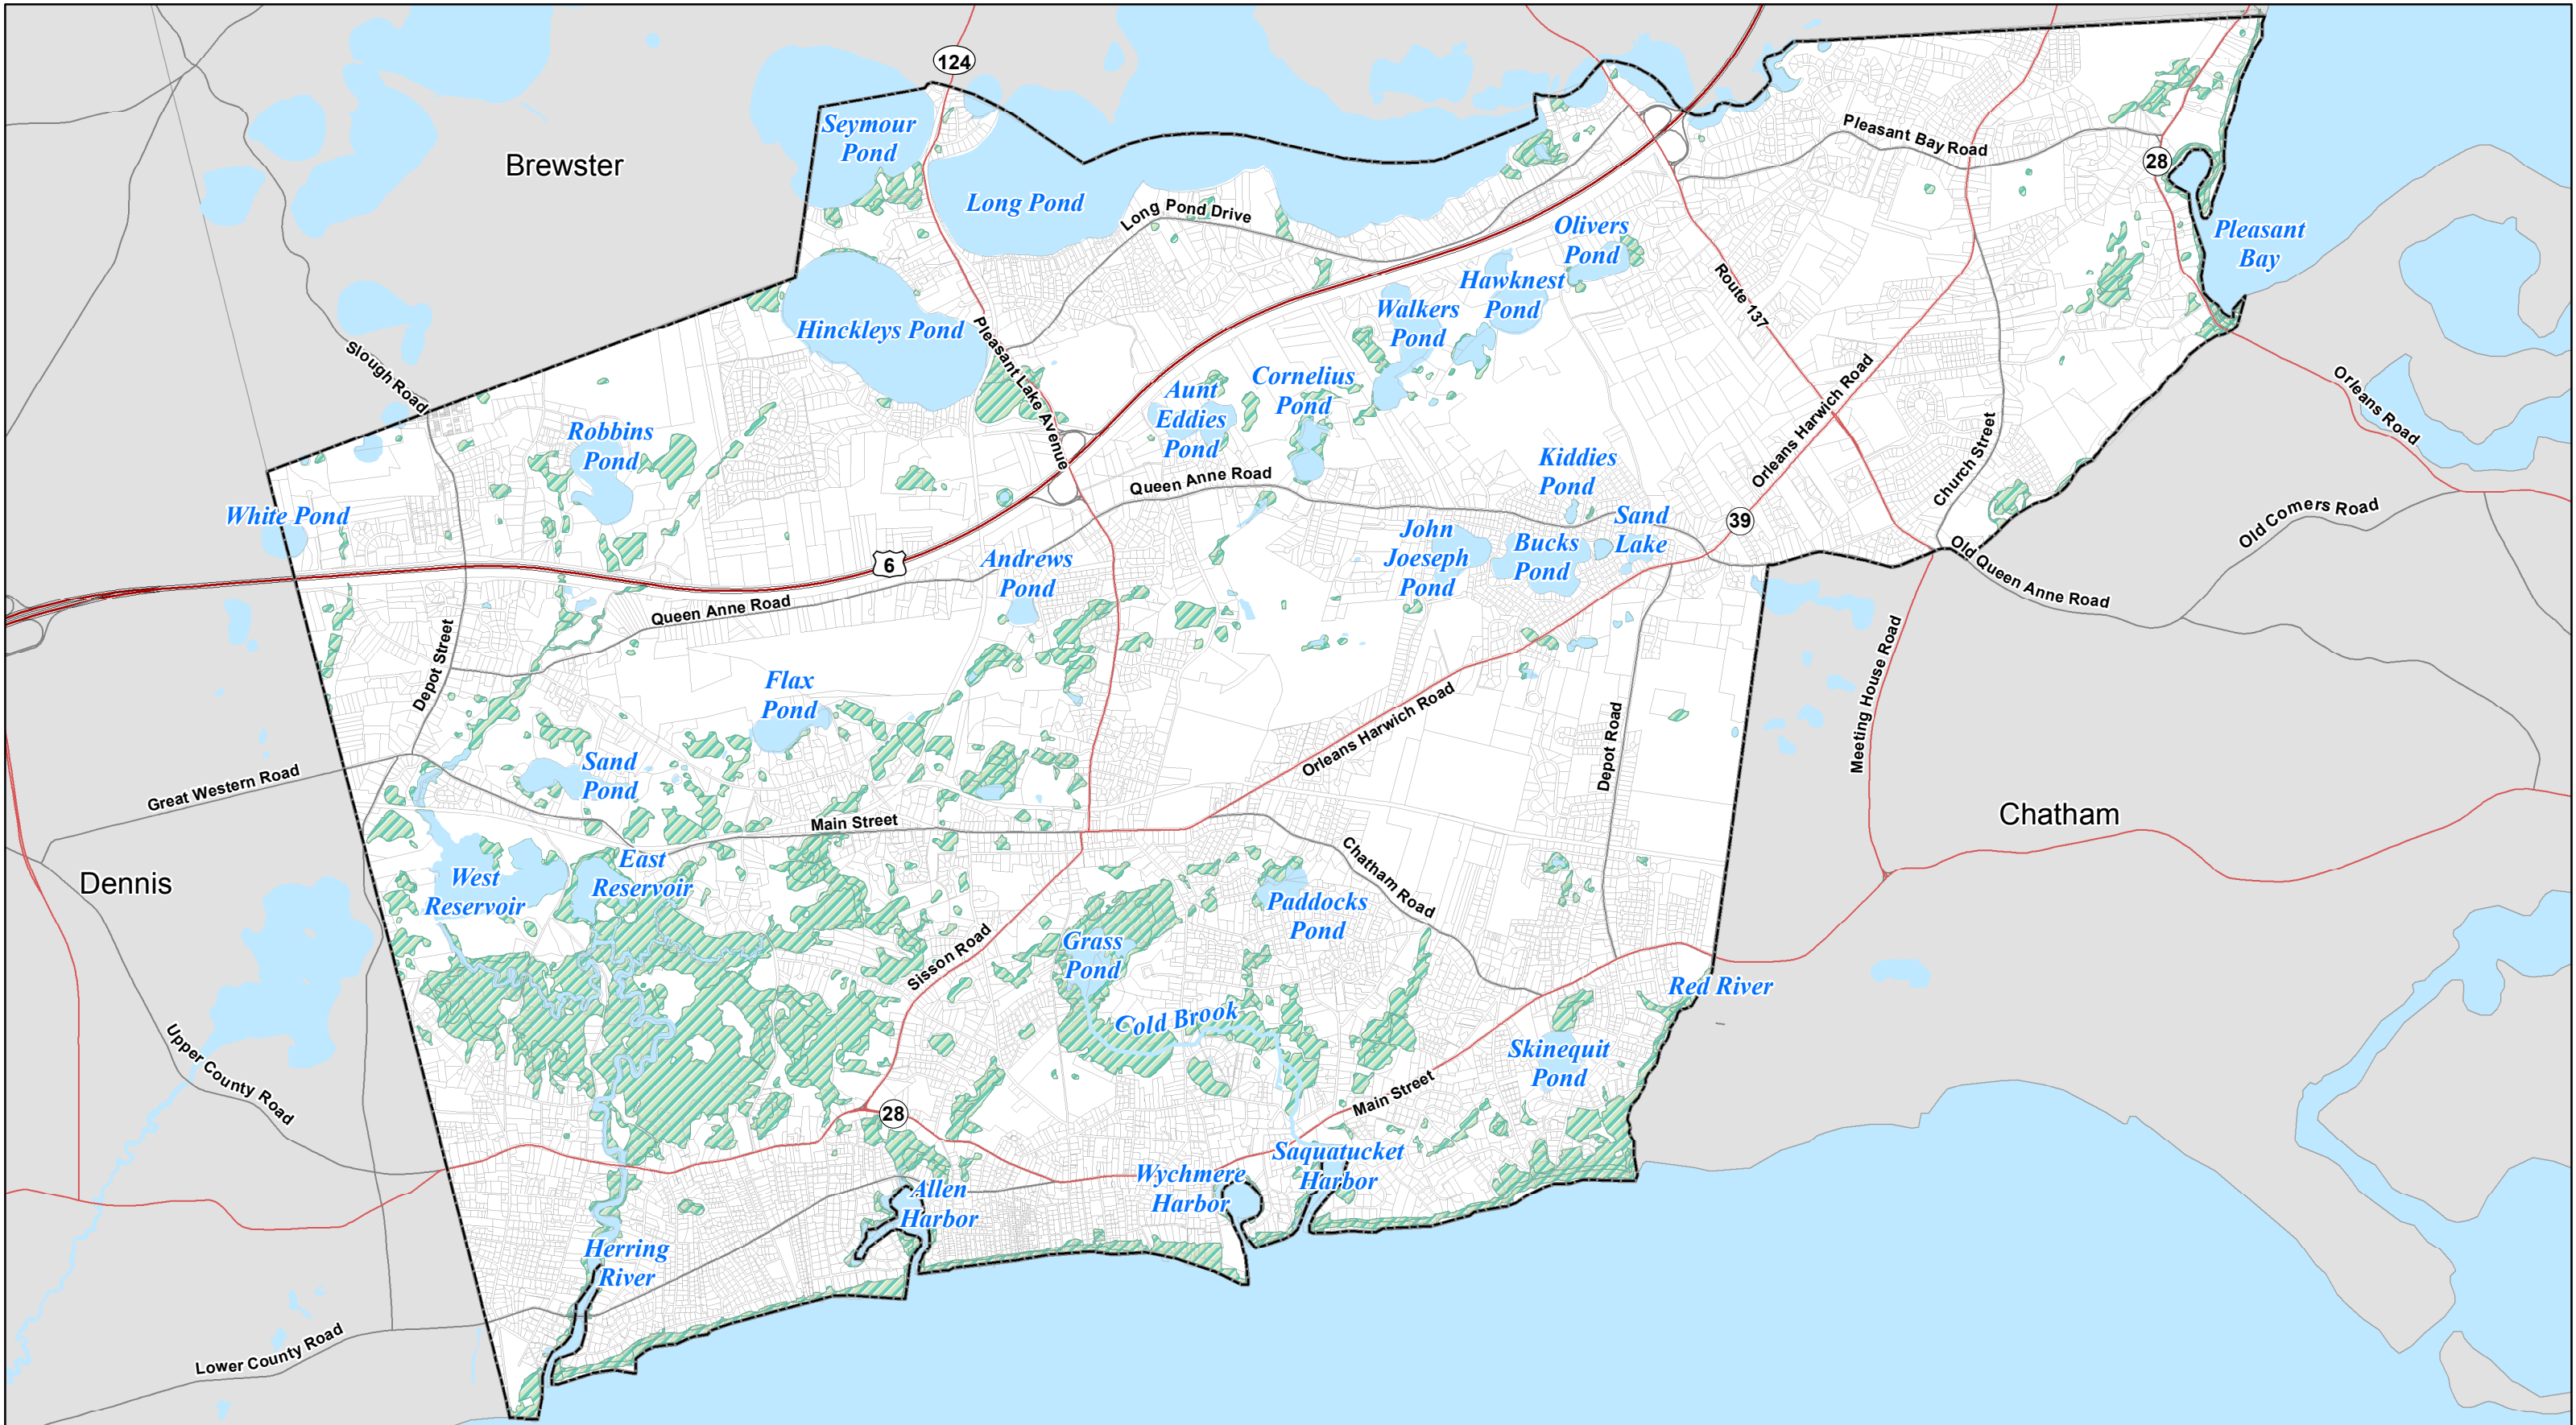 124
Seymour
Pond
Brewster
Pleasant Bay Road
28
Long Pond
Long Pond Drive
Olivers
Pond
Pleasant
Bay
Hawknest
Pond
Walkers
Pond
Route 137
Hinckleys Pond
Pleasant Lake Avenue
Slough Road
Aunt
Eddies
Pond
Cornelius
Pond
Orleans Harwich Road
Orleans Road
Robbins
Pond
Church Street
Kiddies
Pond
Queen Anne Road
White Pond
Sand
Lake
39
Old Comers Road
John
Joeseph
Pond
Bucks
Pond
6
Andrews
Pond
Old Queen Anne Road
Queen Anne Road
Depot Street
Meeting House Road
Flax
Pond
Orleans Harwich Road
Depot Road
Sand
Pond
Great Western Road
Main Street
Chatham
Dennis
East
Reservoir
West
Reservoir
Chatham Road
Paddocks
Pond
Grass
Pond
Sisson Road
Red River
Cold Brook
Skinequit
Pond
Upper County Road
Main Street
28
Saquatucket
Harbor
Wychmere
Harbor
Allen
Harbor
Herring
River
Lower County Road